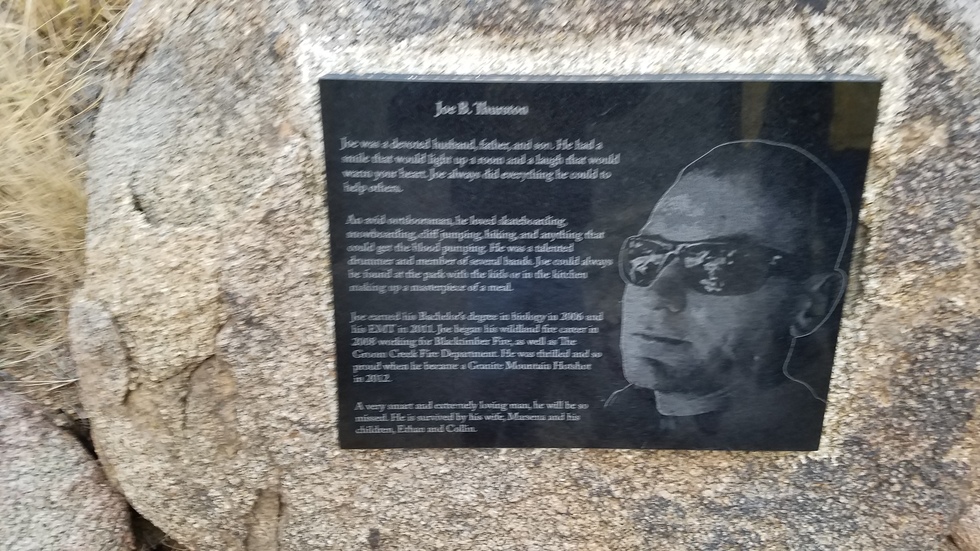 Joe B. Thurston
Joe was a devoted husband, father, and son. He had a
smile that would light up a room and a laugh that would
warm your heart. Joe always did everything he could to
help others.
An avid outdoorsman, he loved skateboarding,
snowboarding, cliff jumping, hiking, and anything that
could get the blood pumping. He was a talented
drummer and member of several bands. Joe could always
be found at the park with the kids or in the kitchen
making up a masterpiece of a meal.
Joe earned his Bachelor's degree in Biology in 2006 and
his EMT in 2011. Joe began his wildland fire career in
2008 working for Blacktimber Fire, as well as The
Groom Creek Fire Department. He was thrilled and so
proud when he became a Granite Mountain Hotshot
in 2012.
A very smart and extremely loving man, he will be so
missed. He is survived by his wife, Marsena and his
children, Ethan and Collin.